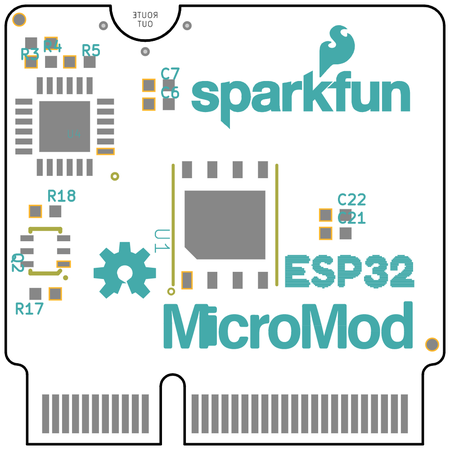 ROUTE
OUT
R3 R4 R5
C7
C6
sparkfun
R18
C22
C21
U1
Q2
ESP32
R17
MicroMod